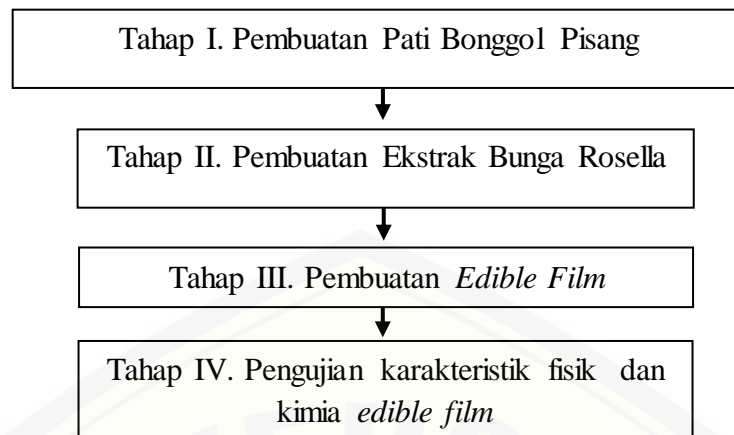 Tahap I. Pembuatan Pati Bonggol Pisang
Tahap II. Pembuatan Ekstrak Bunga Rosella
Tahap III. Pembuatan Edible Film
Tahap IV. Pengujian karakteristik fisik dan
kimia edible film